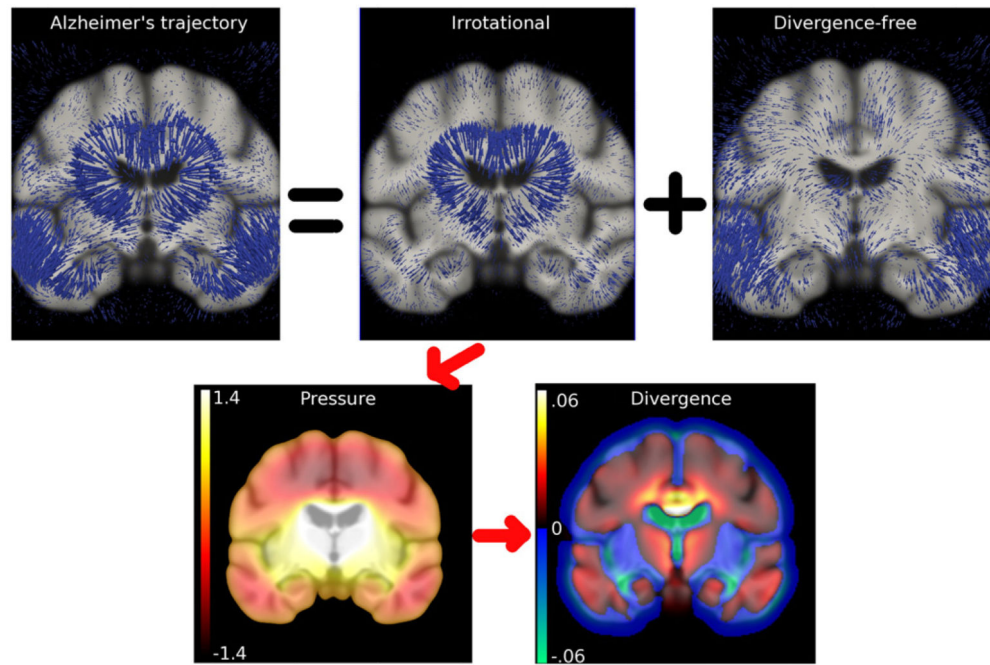 Alzheimer's trajectory
Irrotational
Divergence-free
=
+
Pressure
1.4
-1.4
Divergence
.06
0
-.06